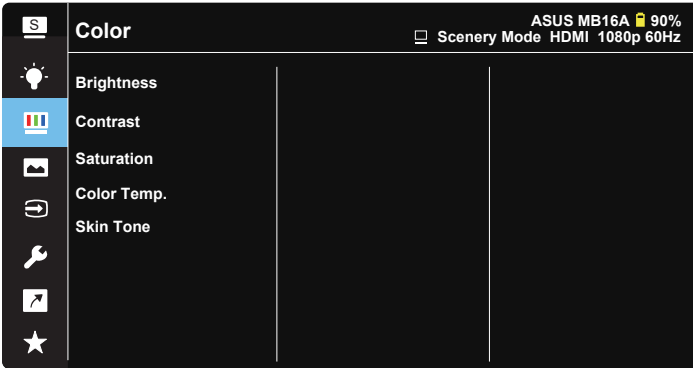 S
Color
ASUS MB16A 90%
Scenery Mode HDMI 1080p 60Hz
Brightness
Contrast
Saturation
Color Temp.
Skin Tone